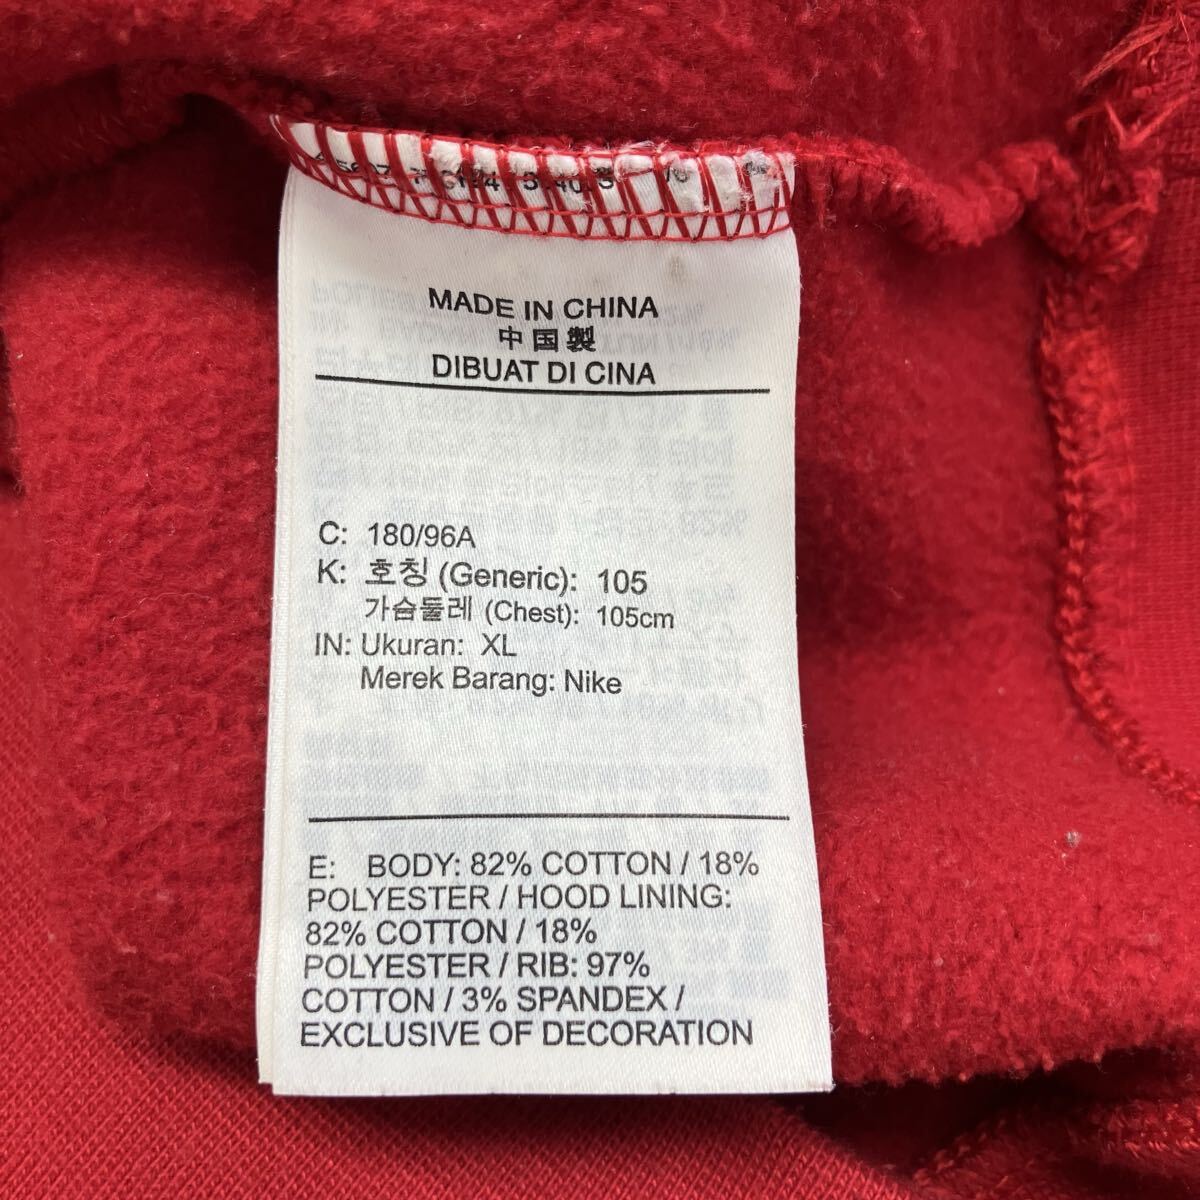 MADE IN CHINA
中国製
DIBUAT DI CINA
C: 180/96A
K: 호칭 (Generic): 105
가슴둘레 (Chest): 105cm
IN: Ukuran: XL
Merek Barang: Nike
E: BODY: 82% COTTON / 18%
POLYESTER / HOOD LINING:
82% COTTON / 18%
POLYESTER / RIB: 97%
COTTON / 3% SPANDEX /
EXCLUSIVE OF DECORATION